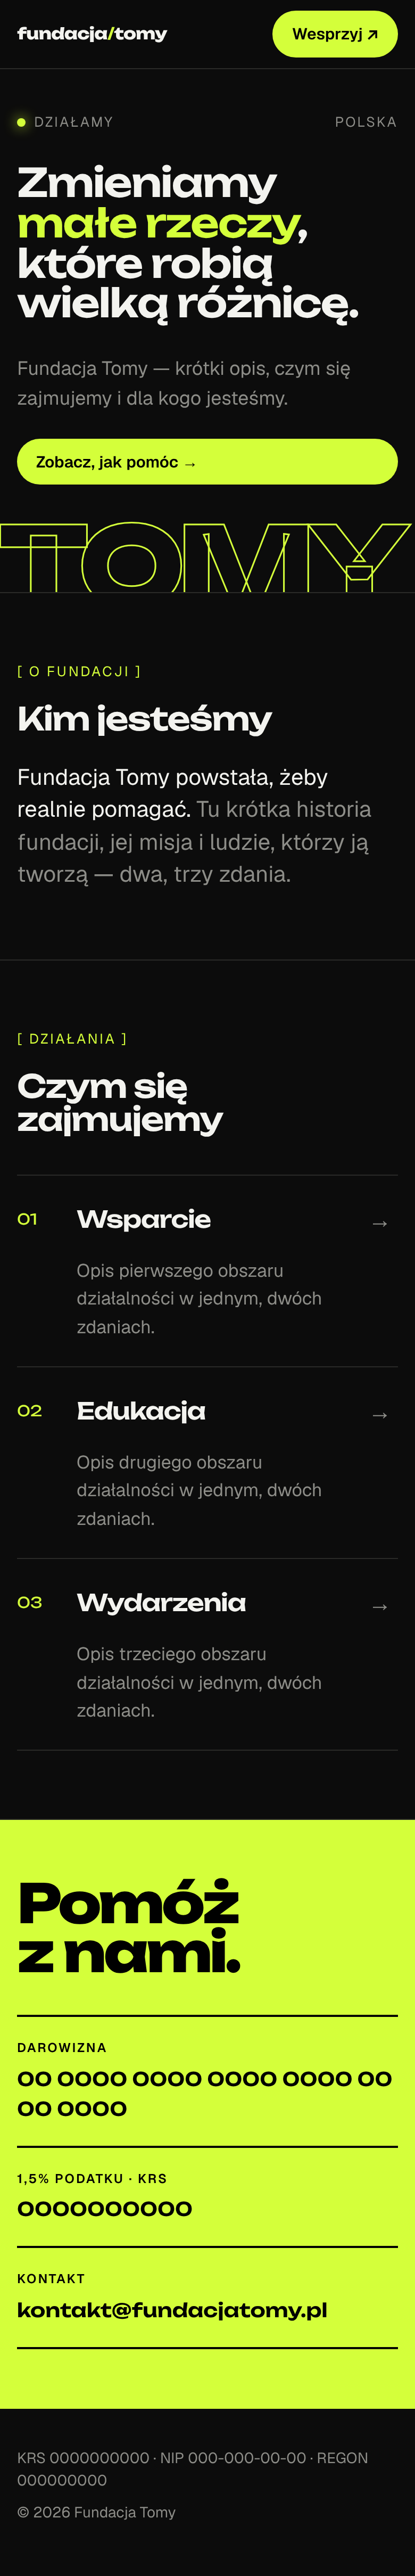 fundacja/tomy
Wesprzyj ↗
DZIAŁAMY
POLSKA
Zmieniamy
małe rzeczy,
które robią
wielką różnicę.
Fundacja Tomy — krótki opis, czym się
zajmujemy i dla kogo jesteśmy.
Zobacz, jak pomóc →
TOMY
[ O FUNDACJI ]
Kim jesteśmy
Fundacja Tomy powstała, żeby
realnie pomagać. Tu krótka historia
fundacji, jej misja i ludzie, którzy ją
tworzą — dwa, trzy zdania.
[ DZIAŁANIA ]
Czym się
zajmujemy
01
Wsparcie
→
Opis pierwszego obszaru
działalności w jednym, dwóch
zdaniach.
02
Edukacja
→
Opis drugiego obszaru
działalności w jednym, dwóch
zdaniach.
03
Wydarzenia
→
Opis trzeciego obszaru
działalności w jednym, dwóch
zdaniach.
Pomóż
z nami.
DAROWIZNA
00 0000 0000 0000 0000 00
00 0000
1,5% PODATKU · KRS
0000000000
KONTAKT
kontakt@fundacjatomy.pl
KRS 0000000000 · NIP 000-000-00-00 · REGON
000000000
© 2026 Fundacja Tomy